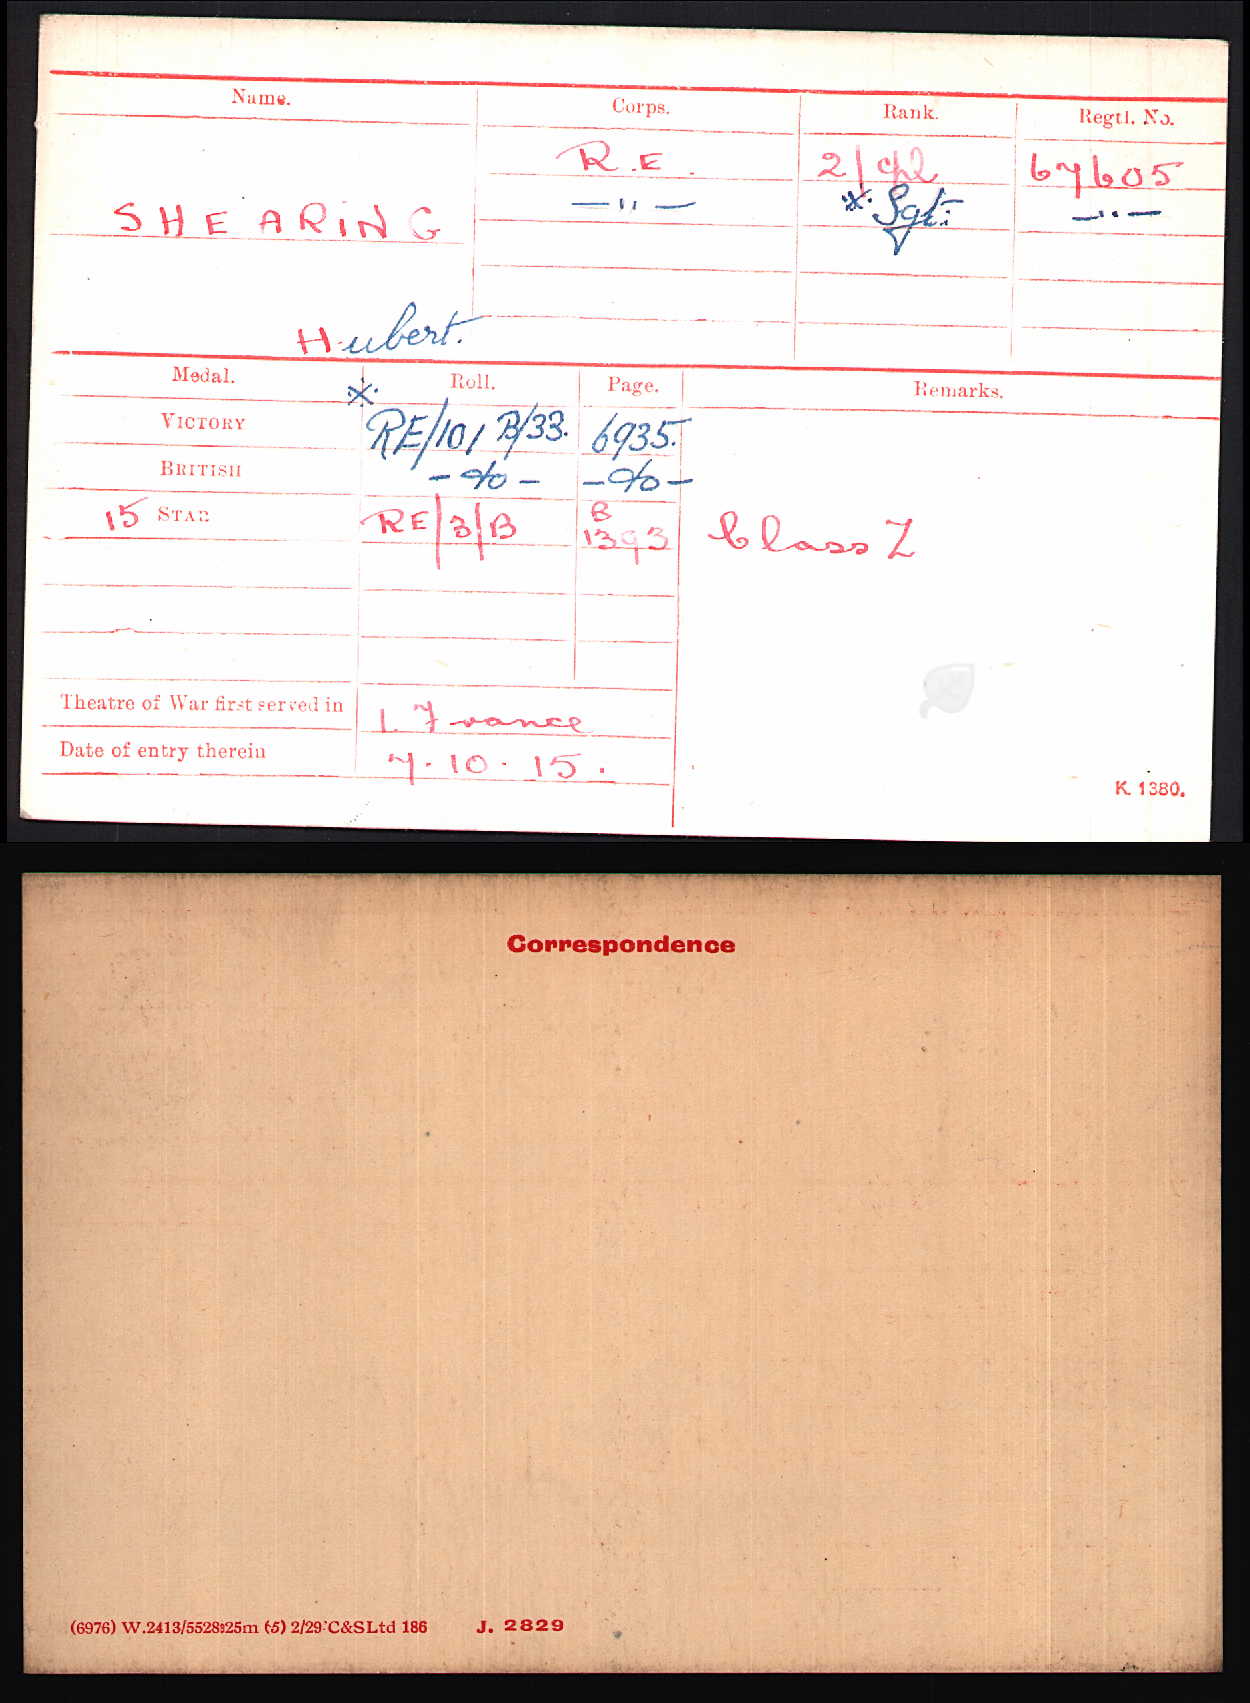 Name. Corps. Rank. Regtl. No.
R.E. 2/Cpl 67605
SHEARING —"— * Sgt. —"—
Hubert.
Medal. * Roll. Page. Remarks.
VICTORY RE/101 B/33. 6935.
BRITISH - do - - do -
15 STAR RE/3/B B 1393 Class Z
Theatre of War first served in 1. France
Date of entry therein 7.10.15.
K. 1380.
Correspondence
(6976) W.2413/5528 25m (5) 2/29 C&SLtd 186 J. 2829